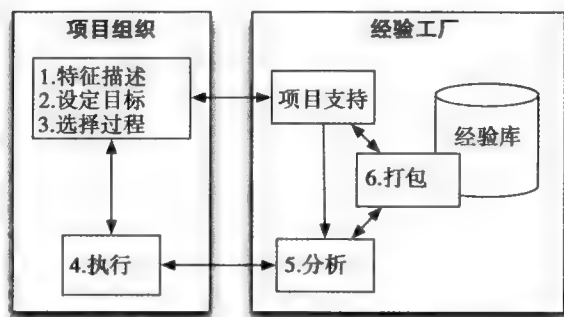 项目组织
1.特征描述
2.设定目标
3.选择过程
4.执行
经验工厂
项目支持
经验库
6.打包
5.分析